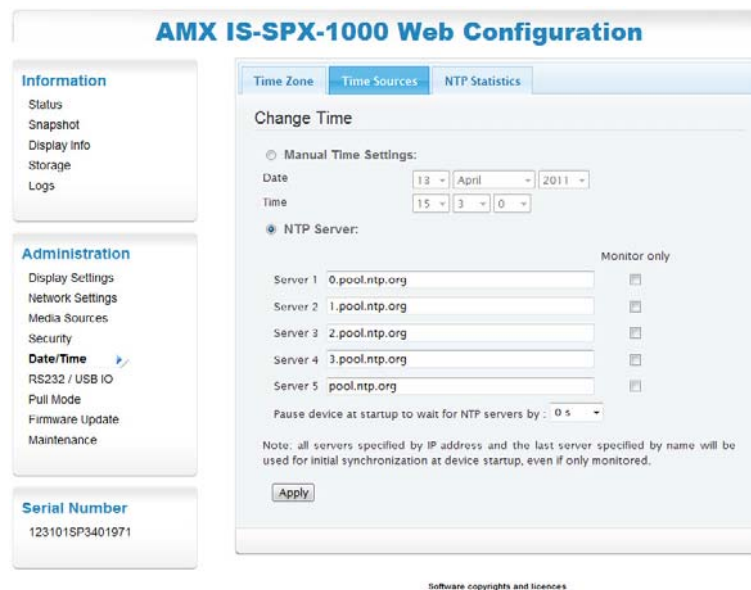 AMX IS-SPX-1000 Web Configuration
Information
Status
Snapshot
Display Info
Storage
Logs
Administration
Display Settings
Network Settings
Media Sources
Security
Date/Time
RS232 / USB IO
Pull Mode
Firmware Update
Maintenance
Serial Number
123101SP3401971
Time Zone Time Sources NTP Statistics
Change Time
Manual Time Settings:
Date 13 April 2011
Time 15 3 0
NTP Server:
Monitor only
Server 1 0.pool.ntp.org
Server 2 1.pool.ntp.org
Server 3 2.pool.ntp.org
Server 4 3.pool.ntp.org
Server 5 pool.ntp.org
Pause device at startup to wait for NTP servers by : 0 s
Note: all servers specified by IP address and the last server specified by name will be
used for initial synchronization at device startup, even if only monitored.
Apply
Software copyrights and licences